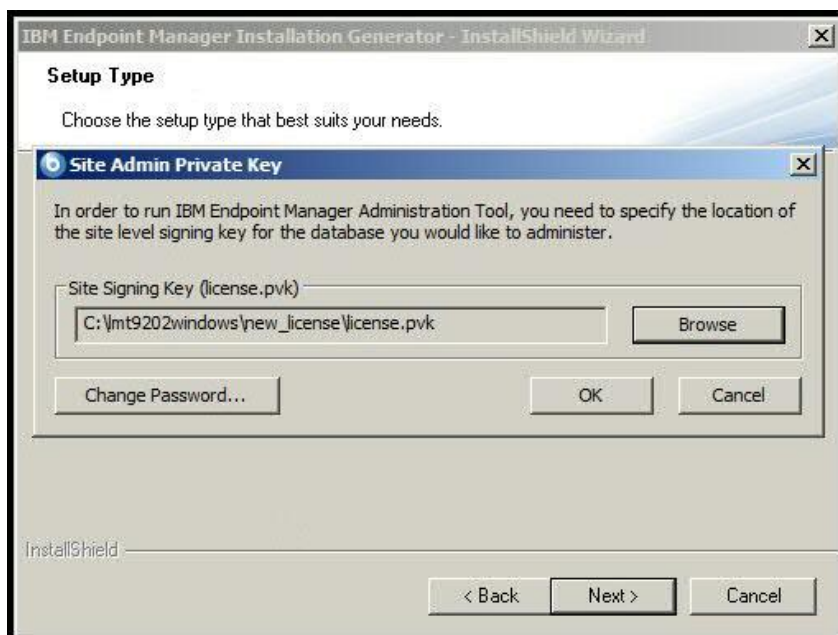 IBM Endpoint Manager Installation Generator - InstallShield Wizard
Setup Type
Choose the setup type that best suits your needs.
Site Admin Private Key
In order to run IBM Endpoint Manager Administration Tool, you need to specify the location of
the site level signing key for the database you would like to administer.
Site Signing Key (license.pvk)
C:\lmt9202windows\new_license\license.pvk
Browse
Change Password...
OK
Cancel
InstallShield
< Back
Next >
Cancel